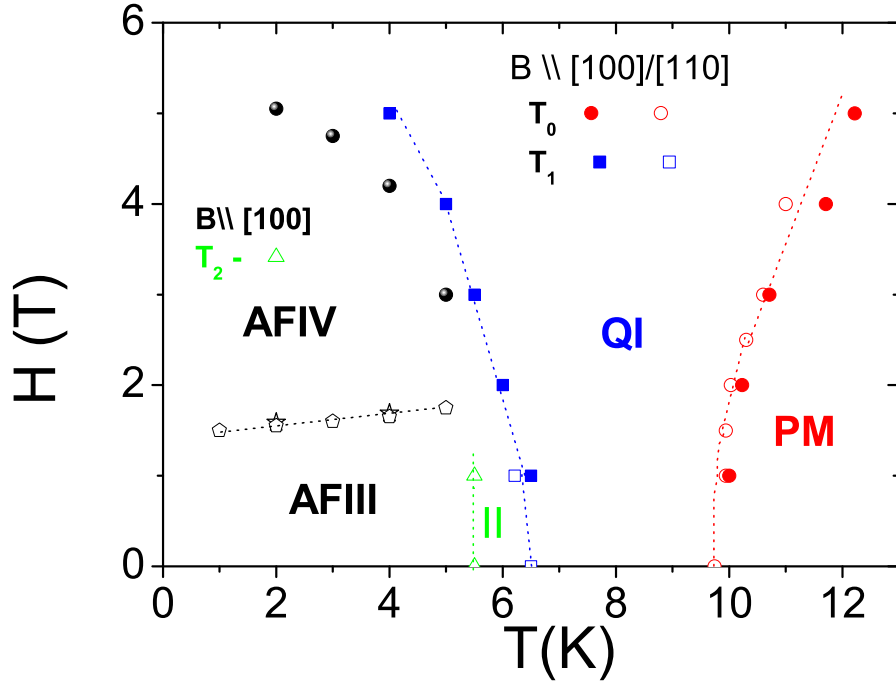 6
4
2
0
H (T)
B \\ [100]/[110]
T0
T1
B\\ [100]
T2 -
AFIV
QI
PM
AFIII
II
0 2 4 6 8 10 12
T(K)